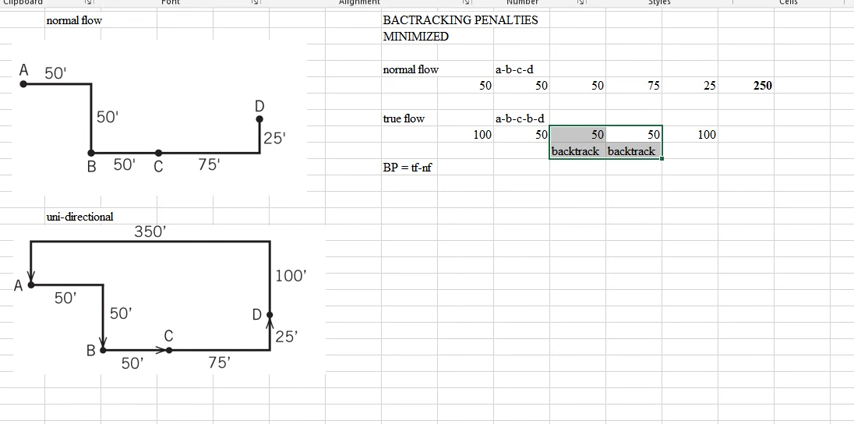 Clipboard Font Alignment Number Styles Cells
normal flow
A 50'
50'
D
25'
B 50' C 75'
uni-directional
350'
A
50'
100'
50'
D
C
25'
B
50' 75'
BACTRACKING PENALTIES
MINIMIZED
normal flow a-b-c-d
50 50 50 75 25 250
true flow a-b-c-b-d
100 50 50 50 100
backtrack backtrack
BP = tf-nf